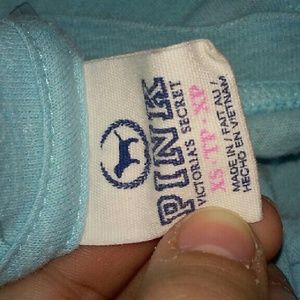 PINK
VICTORIA'S SECRET
XS · TP · XP
MADE IN / FAIT AU /
HECHO EN VIETNAM